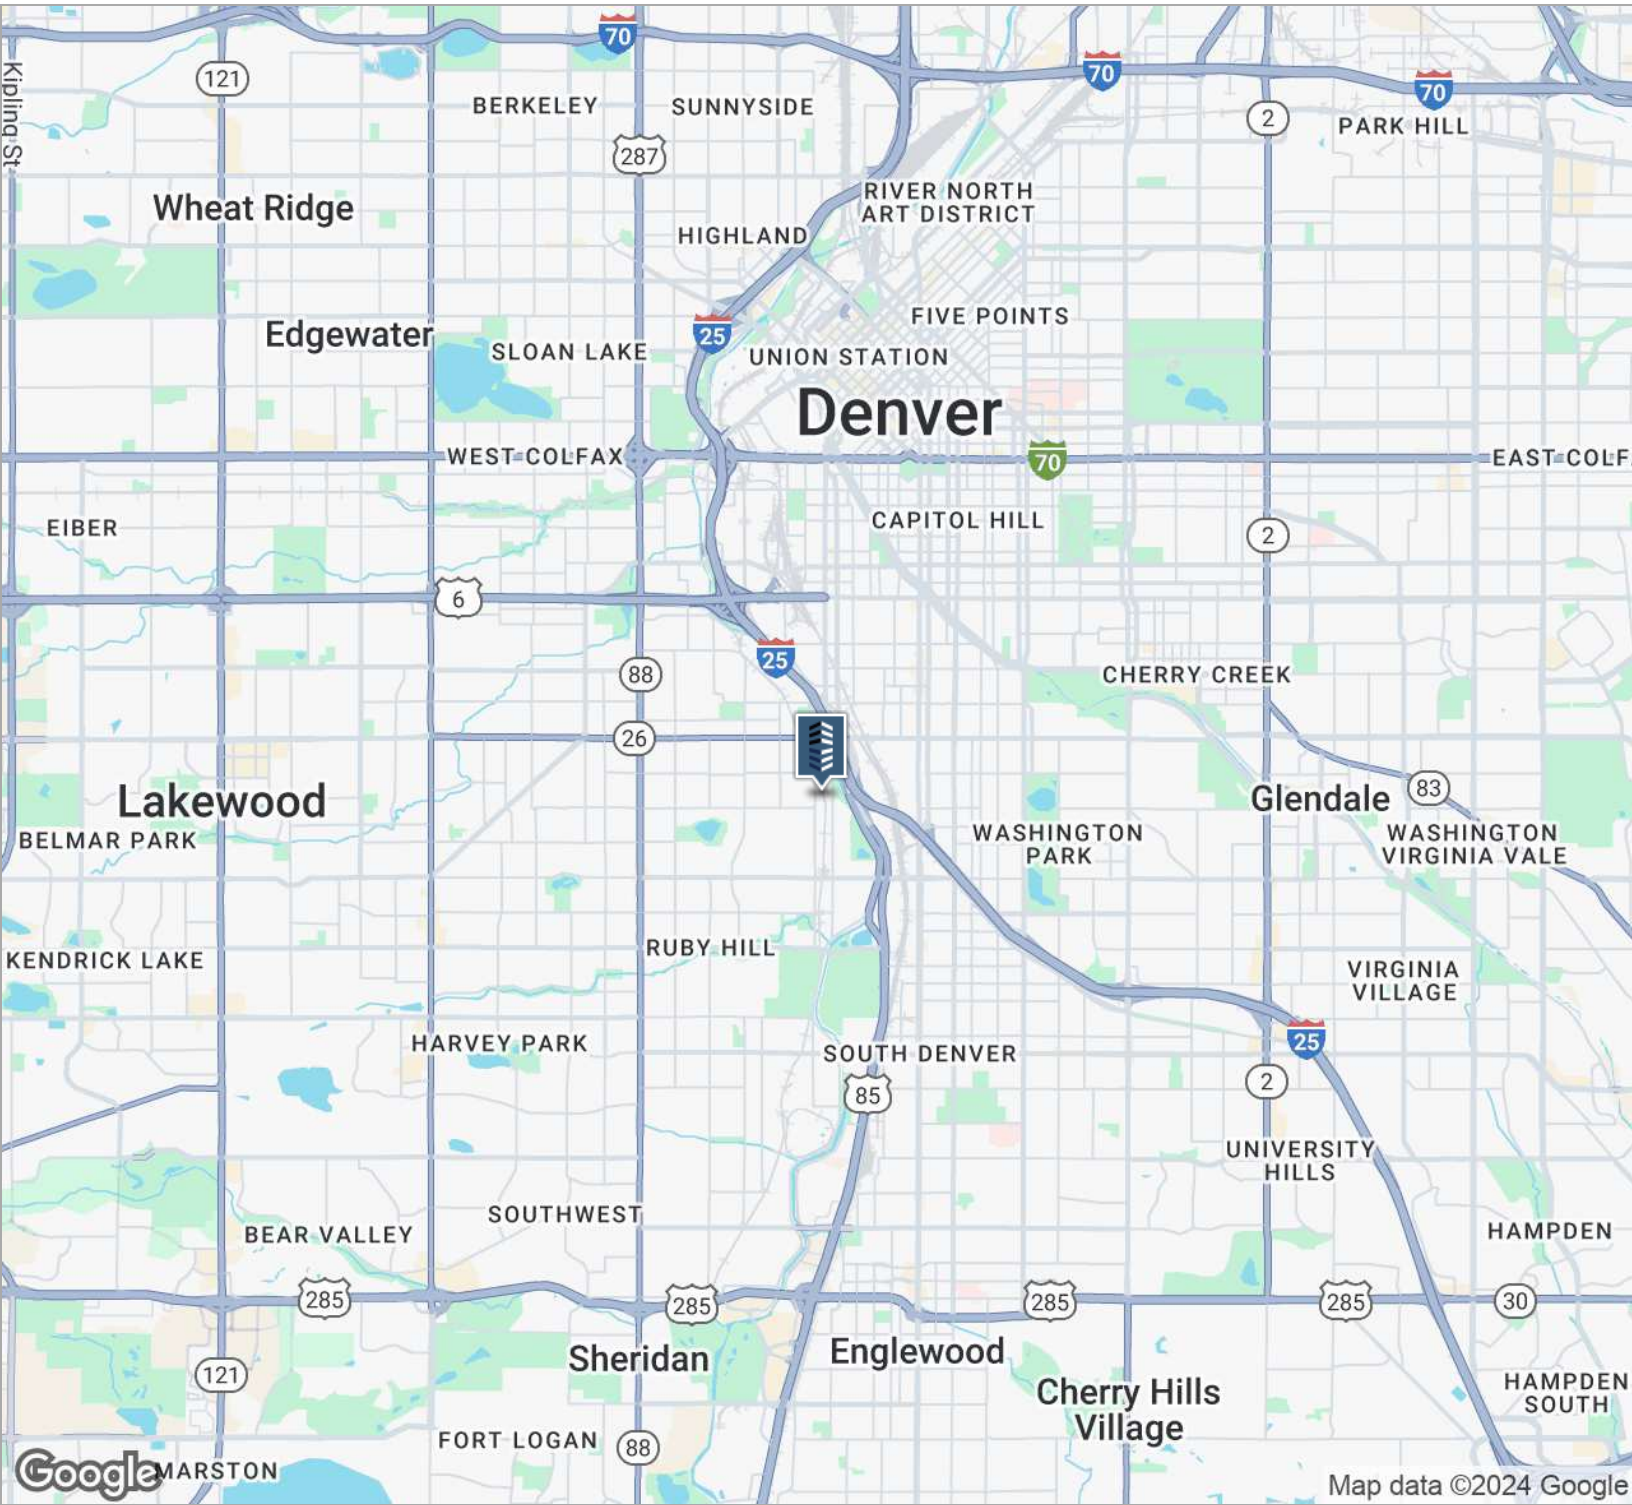 70
70
70
121
Kipling St
BERKELEY
SUNNYSIDE
2
PARK HILL
287
Wheat Ridge
RIVER NORTH
ART DISTRICT
HIGHLAND
FIVE POINTS
Edgewater
25
SLOAN LAKE
UNION STATION
Denver
WEST COLFAX
70
EAST COLF
EIBER
CAPITOL HILL
2
6
25
88
CHERRY CREEK
26
Lakewood
Glendale
83
BELMAR PARK
WASHINGTON
PARK
WASHINGTON
VIRGINIA VALE
KENDRICK LAKE
RUBY HILL
VIRGINIA
VILLAGE
HARVEY PARK
SOUTH DENVER
25
85
2
UNIVERSITY
HILLS
SOUTHWEST
BEAR VALLEY
HAMPDEN
285
285
285
285
30
Sheridan
Englewood
121
Cherry Hills
Village
HAMPDEN
SOUTH
FORT LOGAN
88
Google
MARSTON
Map data ©2024 Google